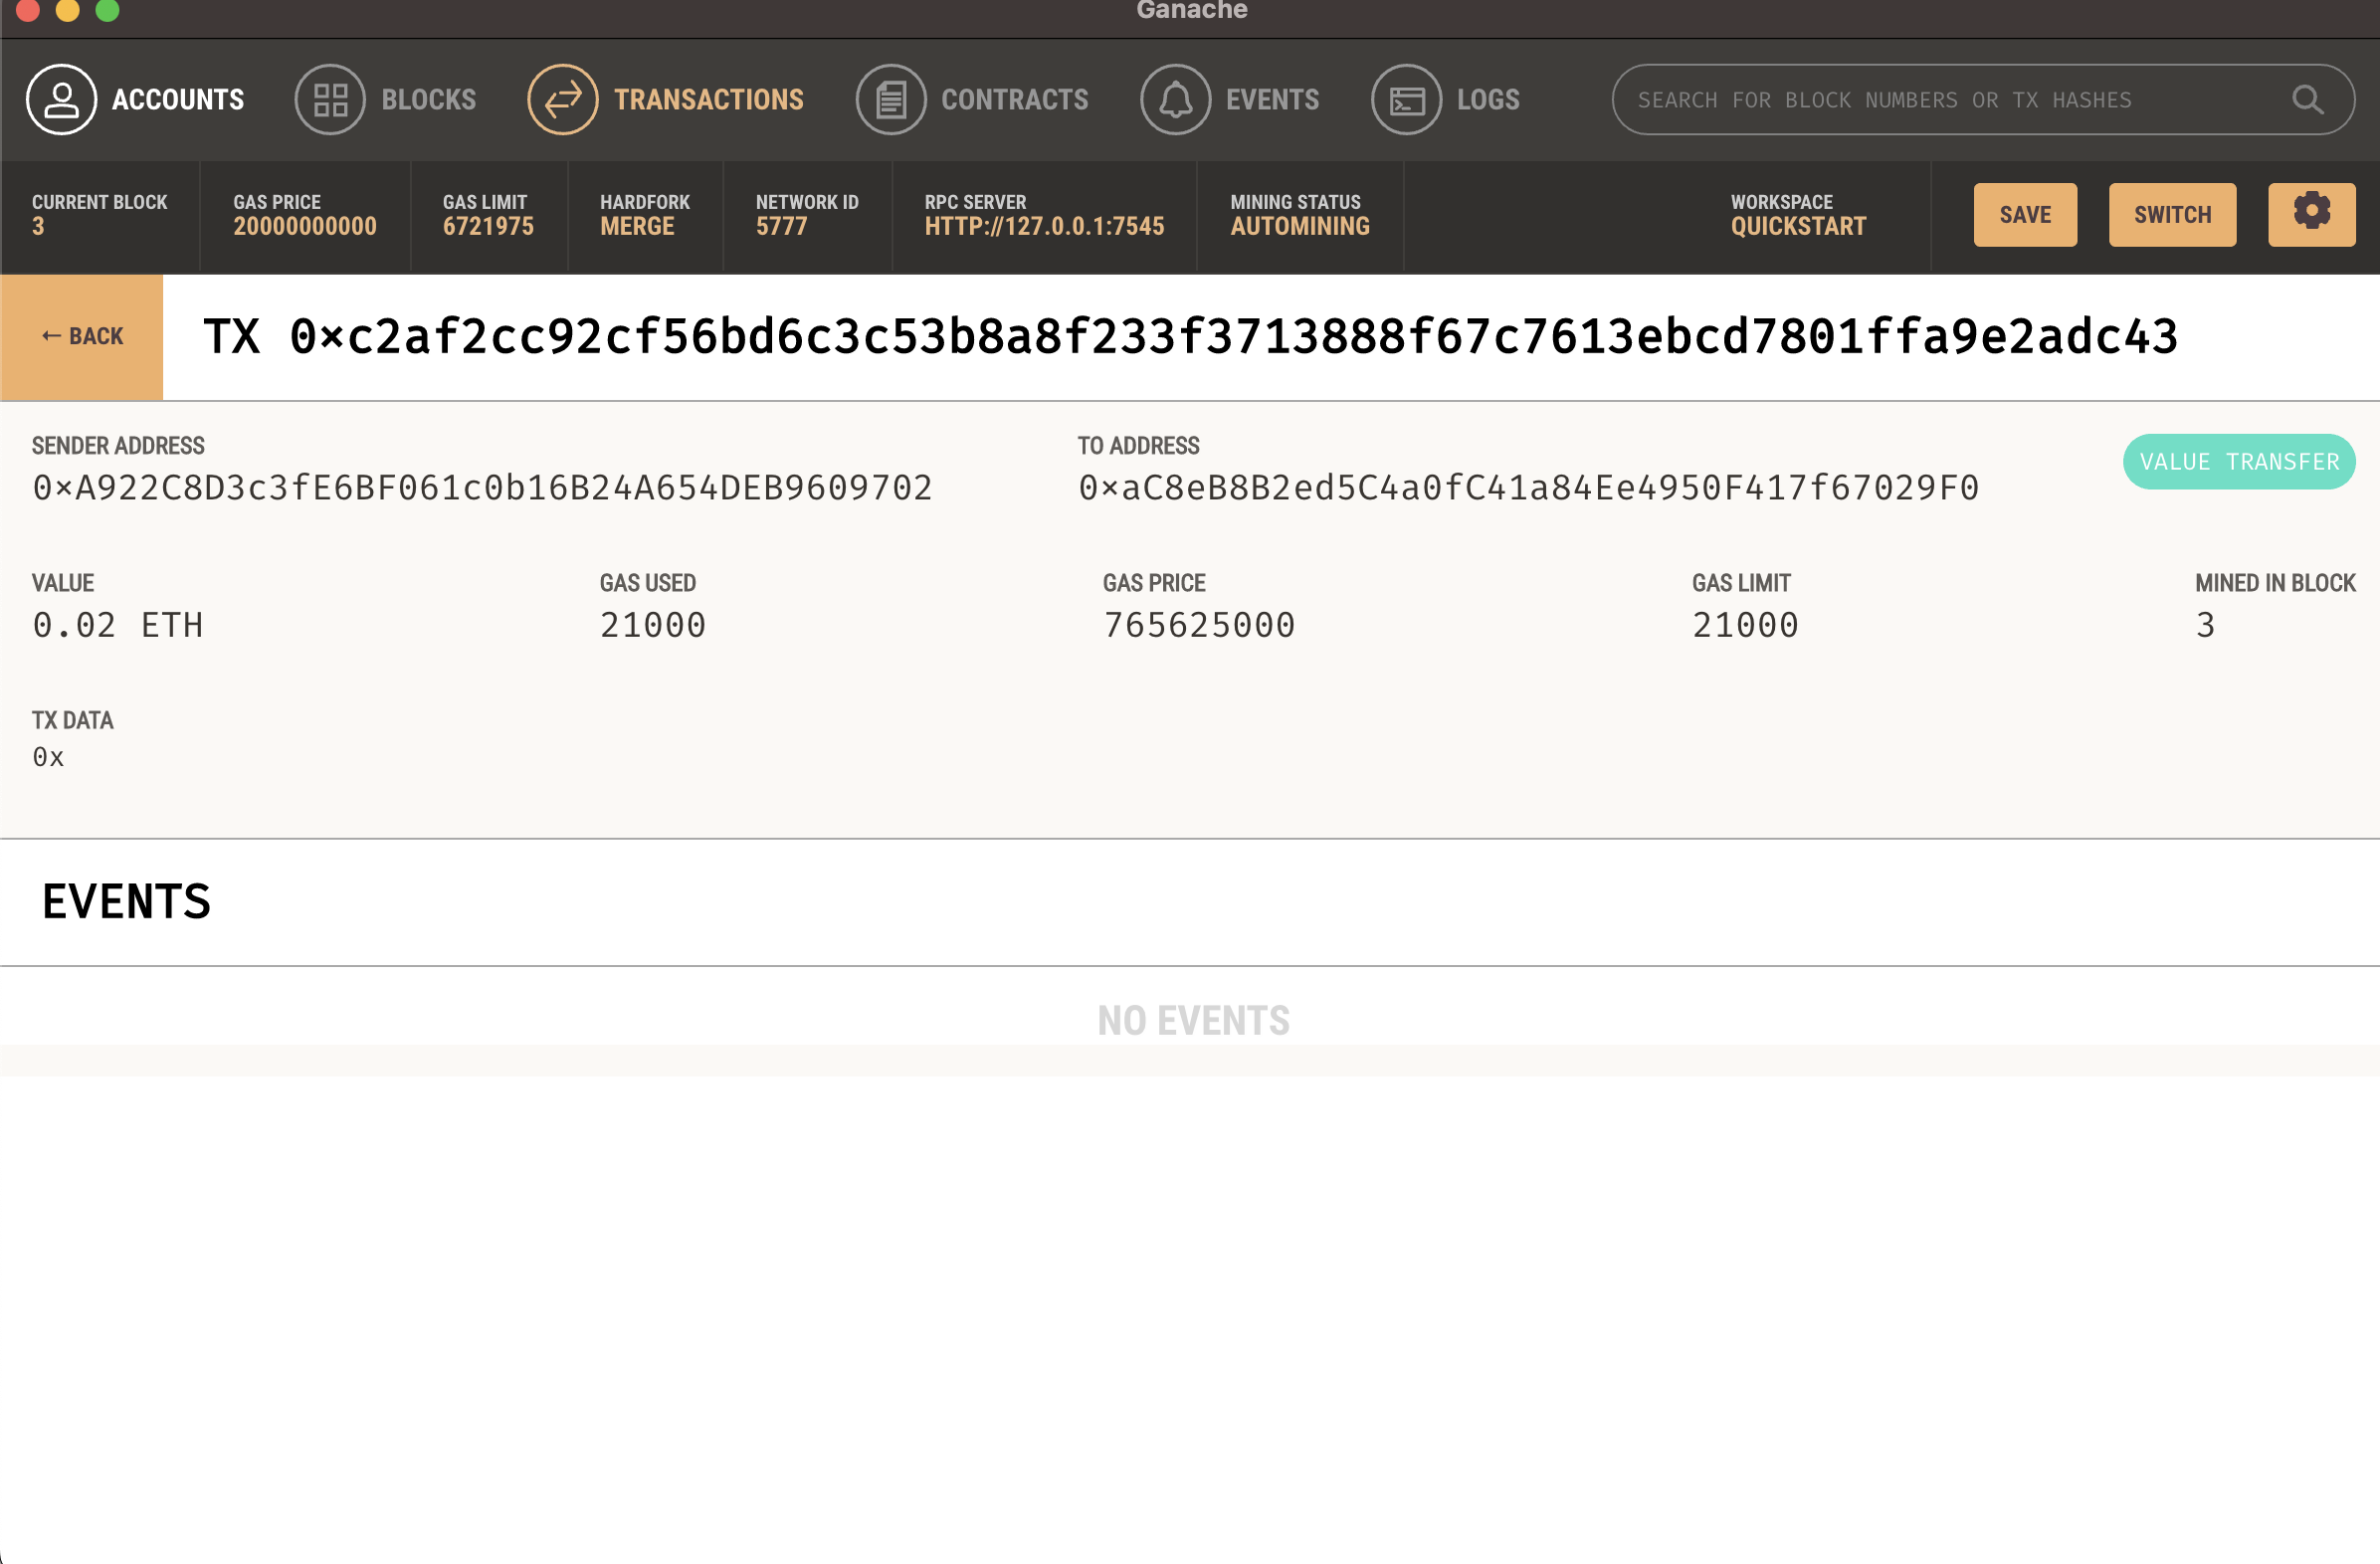 Ganache
ACCOUNTS BLOCKS TRANSACTIONS CONTRACTS EVENTS LOGS SEARCH FOR BLOCK NUMBERS OR TX HASHES
CURRENT BLOCK GAS PRICE GAS LIMIT HARDFORK NETWORK ID RPC SERVER MINING STATUS WORKSPACE
3 20000000000 6721975 MERGE 5777 HTTP://127.0.0.1:7545 AUTOMINING QUICKSTART SAVE SWITCH
← BACK TX 0×c2af2cc92cf56bd6c3c53b8a8f233f3713888f67c7613ebcd7801ffa9e2adc43
SENDER ADDRESS TO ADDRESS
0×A922C8D3c3fE6BF061c0b16B24A654DEB9609702 0×aC8eB8B2ed5C4a0fC41a84Ee4950F417f67029F0 VALUE TRANSFER
VALUE GAS USED GAS PRICE GAS LIMIT MINED IN BLOCK
0.02 ETH 21000 765625000 21000 3
TX DATA
0x
EVENTS
NO EVENTS